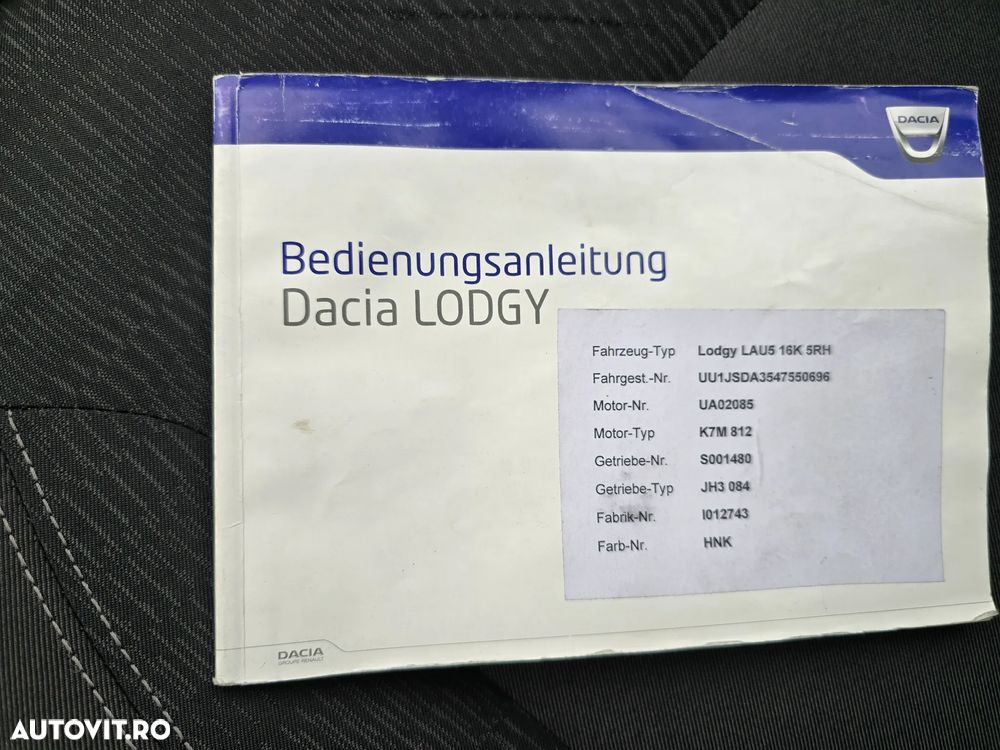 DACIA
Bedienungsanleitung
Dacia LODGY
Fahrzeug-Typ Lodgy LAU5 16K 5RH
Fahrgest.-Nr. UU1JSDA3547550696
Motor-Nr. UA02085
Motor-Typ K7M 812
Getriebe-Nr. S001480
Getriebe-Typ JH3 084
Fabrik-Nr. I012743
Farb-Nr. HNK
DACIA
GROUPE RENAULT
AUTOVIT.RO